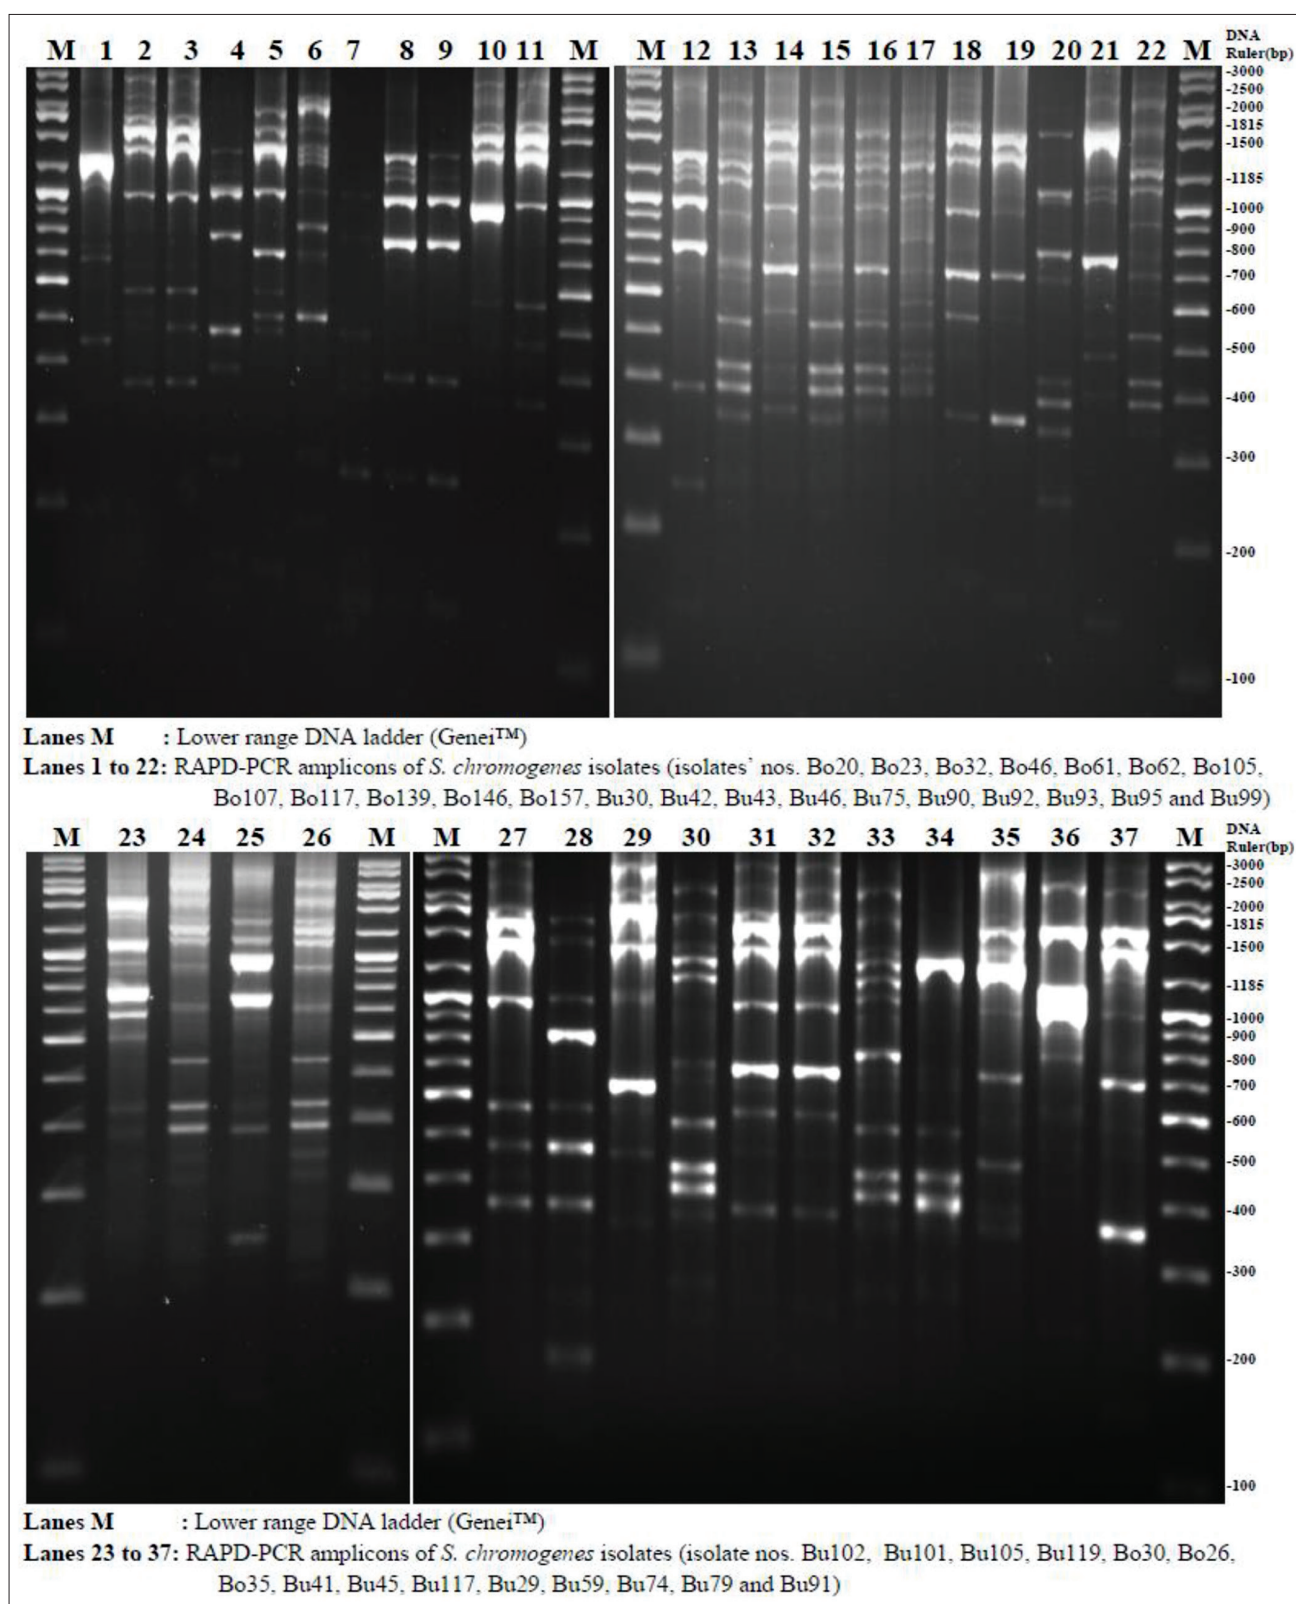 M 1 2 3 4 5 6 7 8 9 10 11 M M 12 13 14 15 16 17 18 19 20 21 22 M
DNA
Ruler(bp)
-3000
-2500
-2000
-1815
-1500
-1185
-1000
-900
-800
-700
-600
-500
-400
-300
-200
-100
Lanes M : Lower range DNA ladder (Genei™)
Lanes 1 to 22: RAPD-PCR amplicons of S. chromogenes isolates (isolates' nos. Bo20, Bo23, Bo32, Bo46, Bo61, Bo62, Bo105,
Bo107, Bo117, Bo139, Bo146, Bo157, Bu30, Bu42, Bu43, Bu46, Bu75, Bu90, Bu92, Bu93, Bu95 and Bu99)
M 23 24 25 26 M M 27 28 29 30 31 32 33 34 35 36 37 M
DNA
Ruler(bp)
-3000
-2500
-2000
-1815
-1500
-1185
-1000
-900
-800
-700
-600
-500
-400
-300
-200
-100
Lanes M : Lower range DNA ladder (Genei™)
Lanes 23 to 37: RAPD-PCR amplicons of S. chromogenes isolates (isolate nos. Bu102, Bu101, Bu105, Bu119, Bo30, Bo26,
Bo35, Bu41, Bu45, Bu117, Bu29, Bu59, Bu74, Bu79 and Bu91)